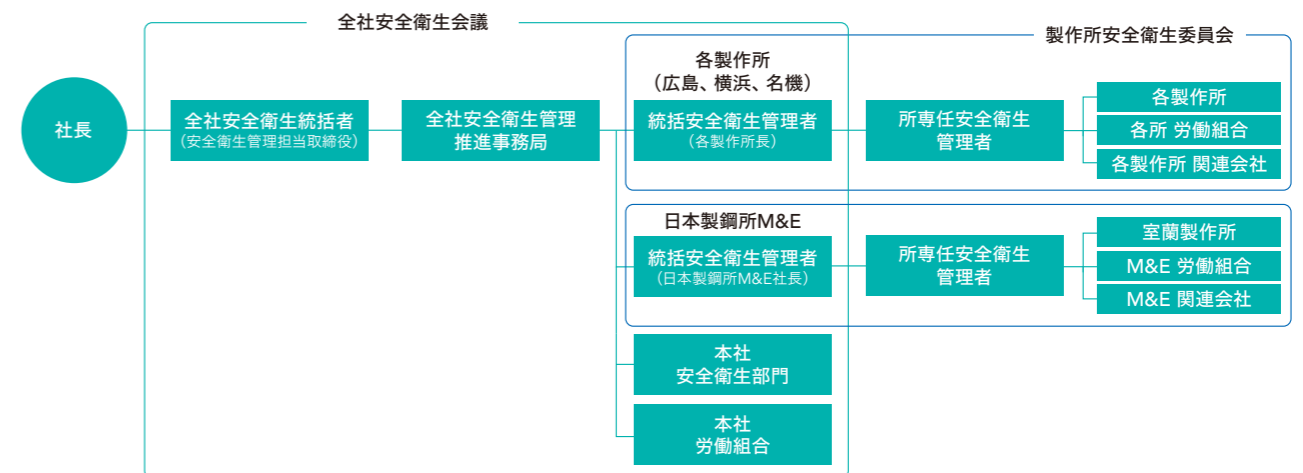 全社安全衛生会議
製作所安全衛生委員会
社長
全社安全衛生統括者
(安全衛生管理担当取締役)
全社安全衛生管理
推進事務局
各製作所
(広島、横浜、名機)
統括安全衛生管理者
(各製作所長)
所専任安全衛生
管理者
各製作所
各所 労働組合
各製作所 関連会社
日本製鋼所M&E
統括安全衛生管理者
(日本製鋼所M&E社長)
所専任安全衛生
管理者
室蘭製作所
M&E 労働組合
M&E 関連会社
本社
安全衛生部門
本社
労働組合